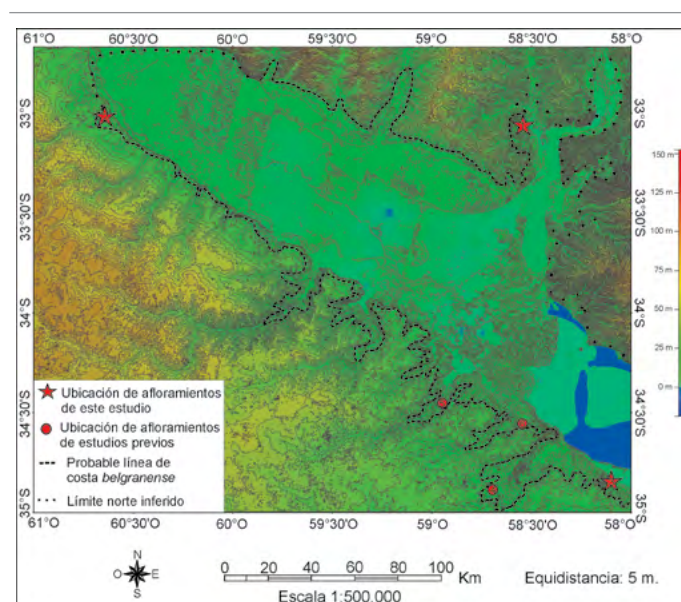 61°O 60°30'O 60°O 59°30'O 59°O 58°30'O 58°O
33°S 33°S
33°30'S 33°30'S
34°S 34°S
34°30'S 34°30'S
35°S 35°S
150 m
125 m
100 m
75 m
50 m
25 m
0 m
Ubicación de afloramientos
de este estudio
Ubicación de afloramientos
de estudios previos
Probable línea de
costa belgranense
Límite norte inferido
61°O 60°30'O 60°O 59°30'O 59°O 58°30'O 58°O
N
O E
S
0 20 40 60 80 100 Km
Escala 1:500.000
Equidistancia: 5 m.